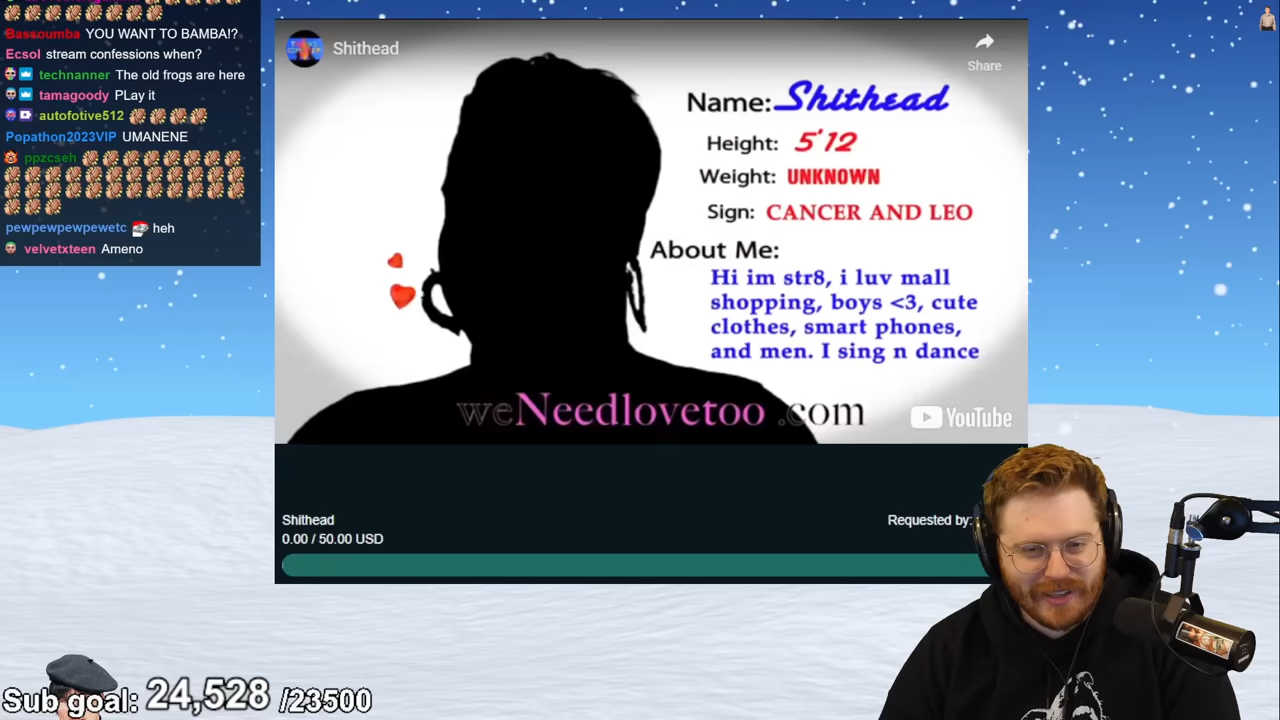 Bassoumba YOU WANT TO BAMBA!?
Ecsol stream confessions when?
technanner The old frogs are here
tamagoody PLay it
autofotive512
Popathon2023VIP UMANENE
ppzcseh
pewpewpewpewetc heh
velvetxteen Ameno
Shithead
Share
Name: Shithead
Height: 5'12
Weight: UNKNOWN
Sign: CANCER AND LEO
About Me:
Hi im str8, i luv mall
shopping, boys <3, cute
clothes, smart phones,
and men. I sing n dance
weNeedlovetoo .com
YouTube
Shithead
Requested by:
0.00 / 50.00 USD
Sub goal: 24,528 /23500